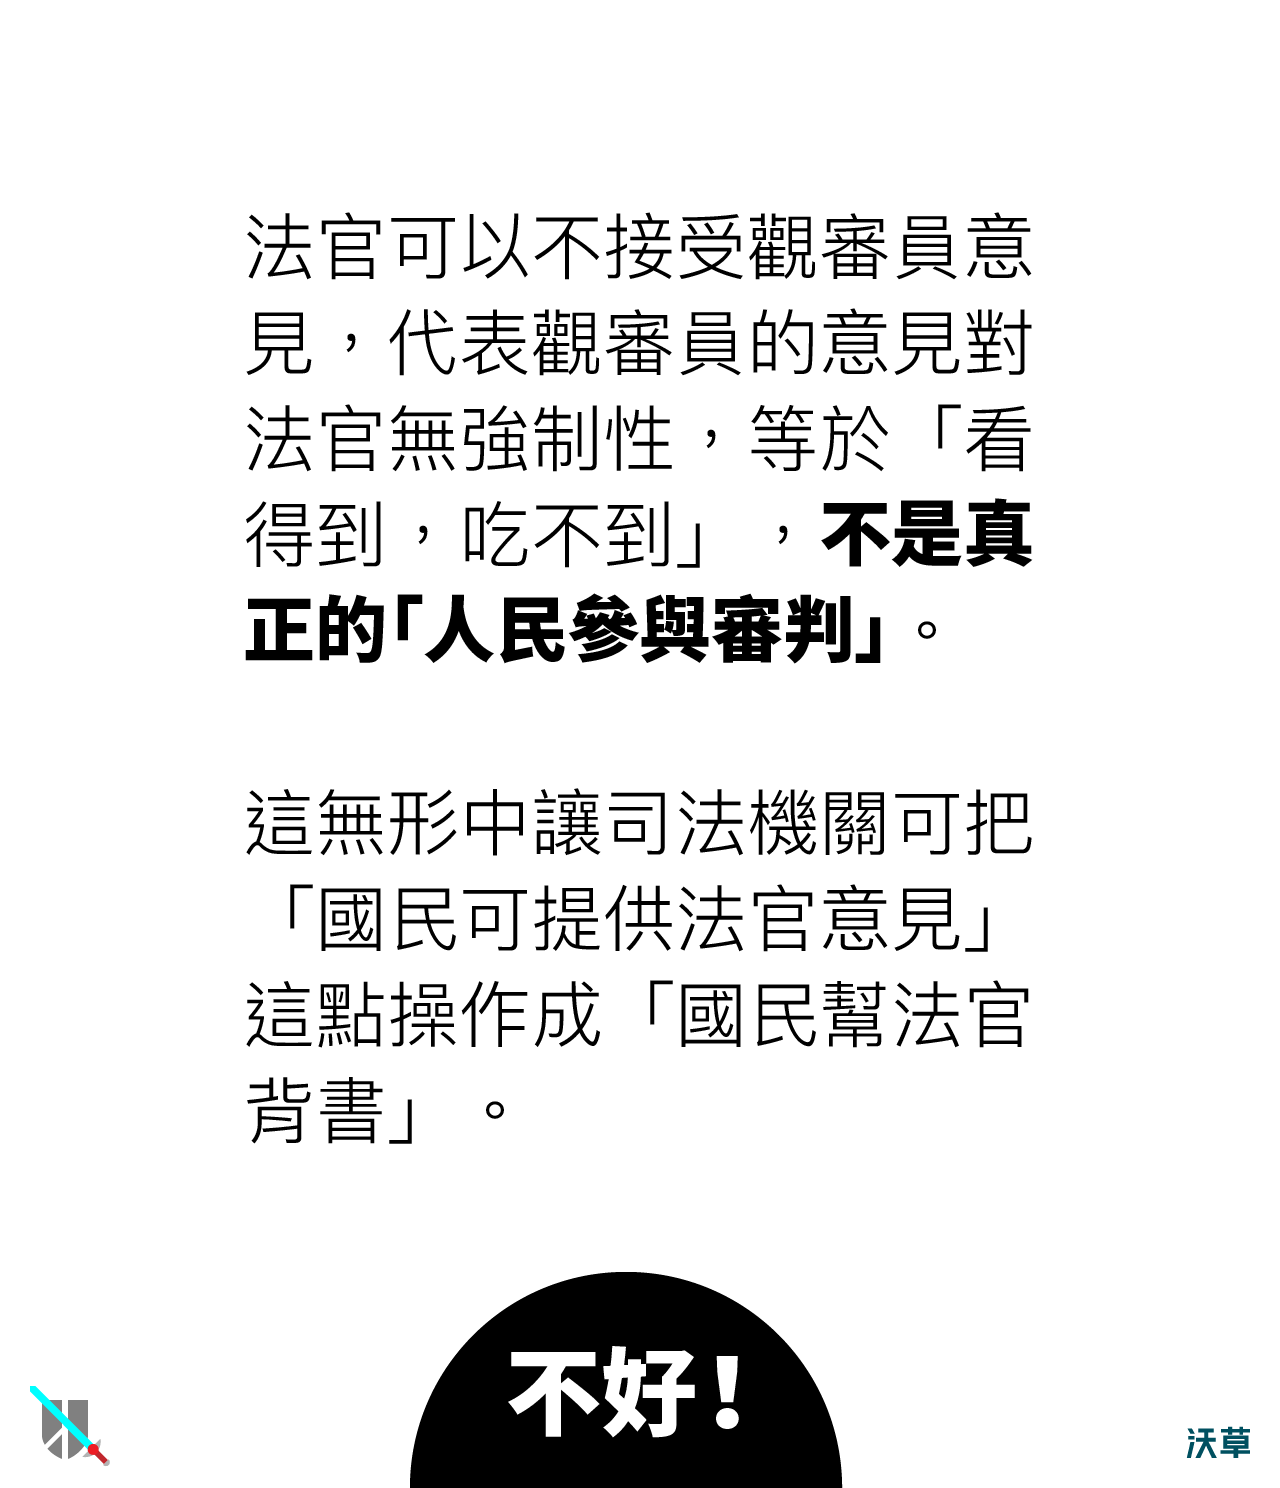 法官可以不接受觀審員意
見，代表觀審員的意見對
法官無強制性，等於「看
得到，吃不到」，不是真
正的「人民參與審判」。
這無形中讓司法機關可把
「國民可提供法官意見」
這點操作成「國民幫法官
背書」。
不好！
沃草